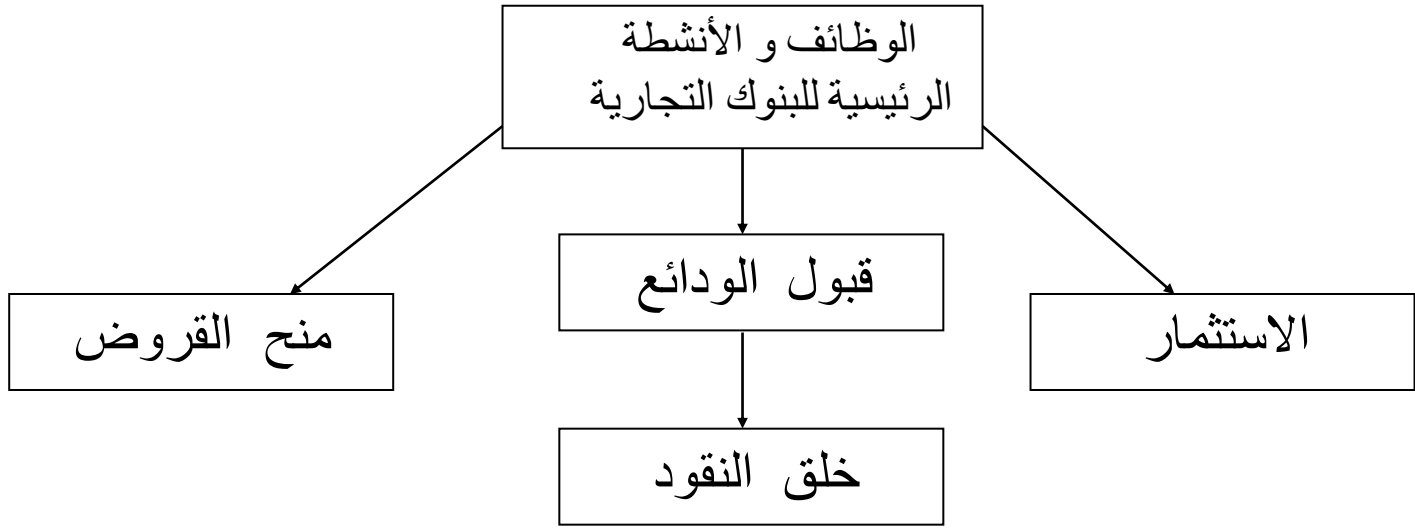 الوظائف و الأنشطة
الرئيسية للبنوك التجارية
قبول الودائع
الاستثمار
منح القروض
خلق النقود